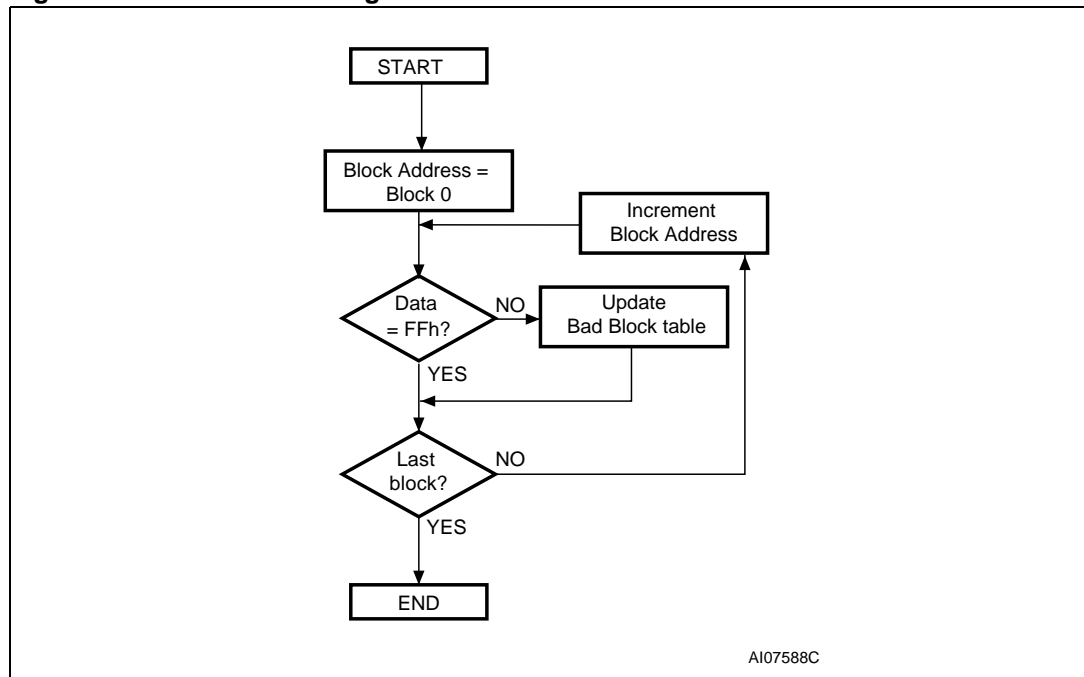 START
Block Address =
Block 0
Increment
Block Address
Data
= FFh?
NO
Update
Bad Block table
YES
Last
block?
NO
YES
END
AI07588C